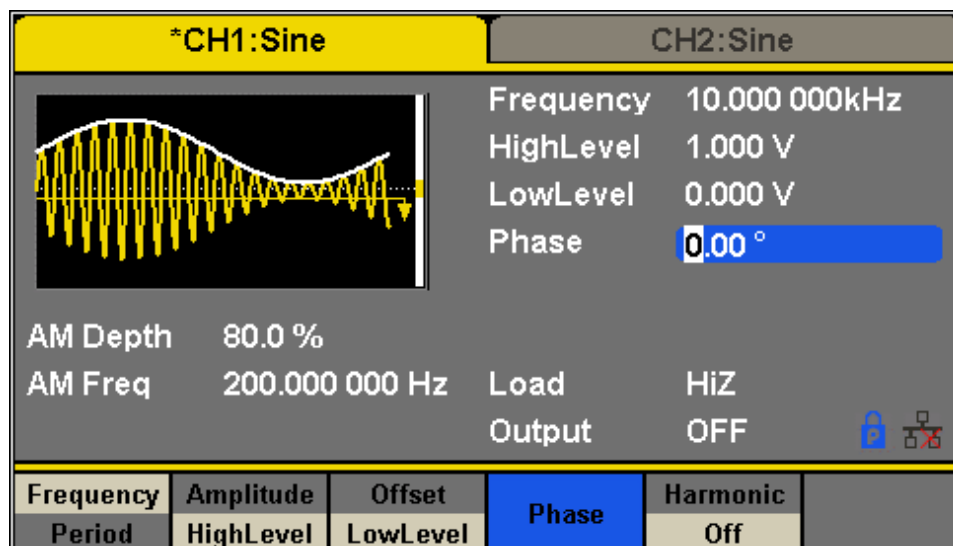 *CH1:Sine CH2:Sine
Frequency 10.000 000kHz
HighLevel 1.000 V
LowLevel 0.000 V
Phase 0.00 °
AM Depth 80.0 %
AM Freq 200.000 000 Hz Load HiZ
Output OFF P
Frequency Amplitude Offset Phase Harmonic
Period HighLevel LowLevel Off